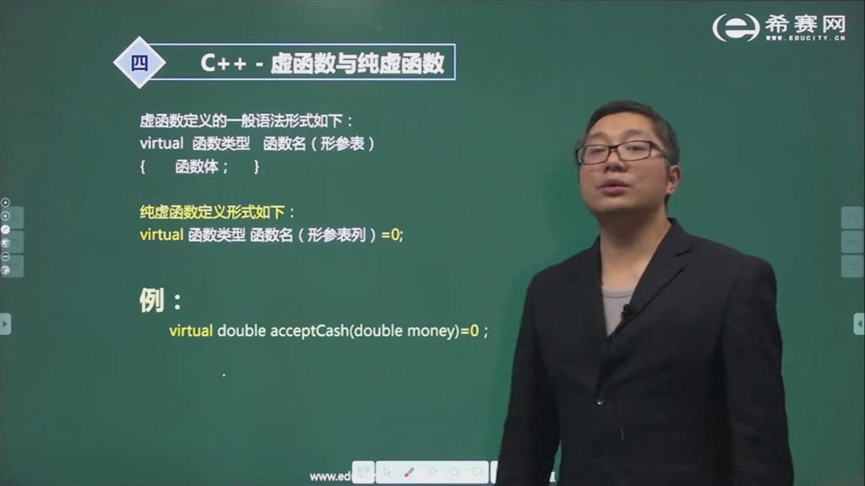 希赛网
WWW.EDUCITY.CN
四 C++ - 虚函数与纯虚函数
虚函数定义的一般语法形式如下：
virtual 函数类型 函数名（形参表）
{ 函数体； }
纯虚函数定义形式如下：
virtual 函数类型 函数名（形参表列）=0;
例：
virtual double acceptCash(double money)=0 ;